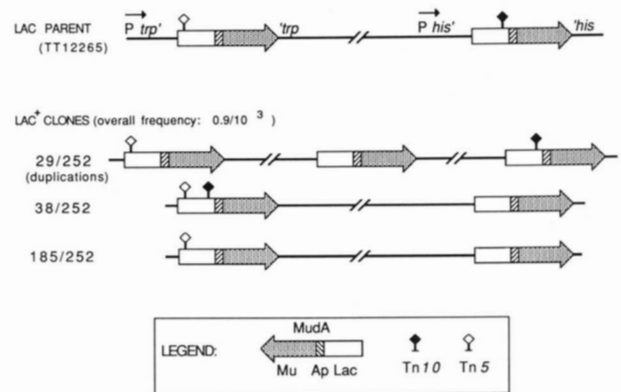 LAC PARENT
(TT12265)
P trp'
'trp
P his'
'his
LAC+ CLONES (overall frequency: 0.9/10 3 )
29/252
(duplications)
38/252
185/252
LEGEND:
MudA
Mu Ap Lac
Tn10
Tn5